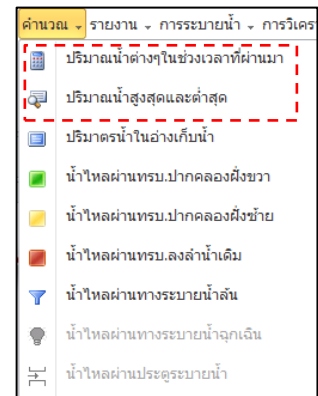 คำนวณ รายงาน การระบายน้ำ การวิเคร
ปริมาณน้ำต่างๆในช่วงเวลาที่ผ่านมา
ปริมาณน้ำสูงสุดและต่ำสุด
ปริมาตรน้ำในอ่างเก็บน้ำ
น้ำไหลผ่านทรบ.ปากคลองฝั่งขวา
น้ำไหลผ่านทรบ.ปากคลองฝั่งซ้าย
น้ำไหลผ่านทรบ.ลงลำน้ำเดิม
น้ำไหลผ่านทางระบายน้ำล้น
น้ำไหลผ่านทางระบายน้ำฉุกเฉิน
น้ำไหลผ่านประตูระบายน้ำ